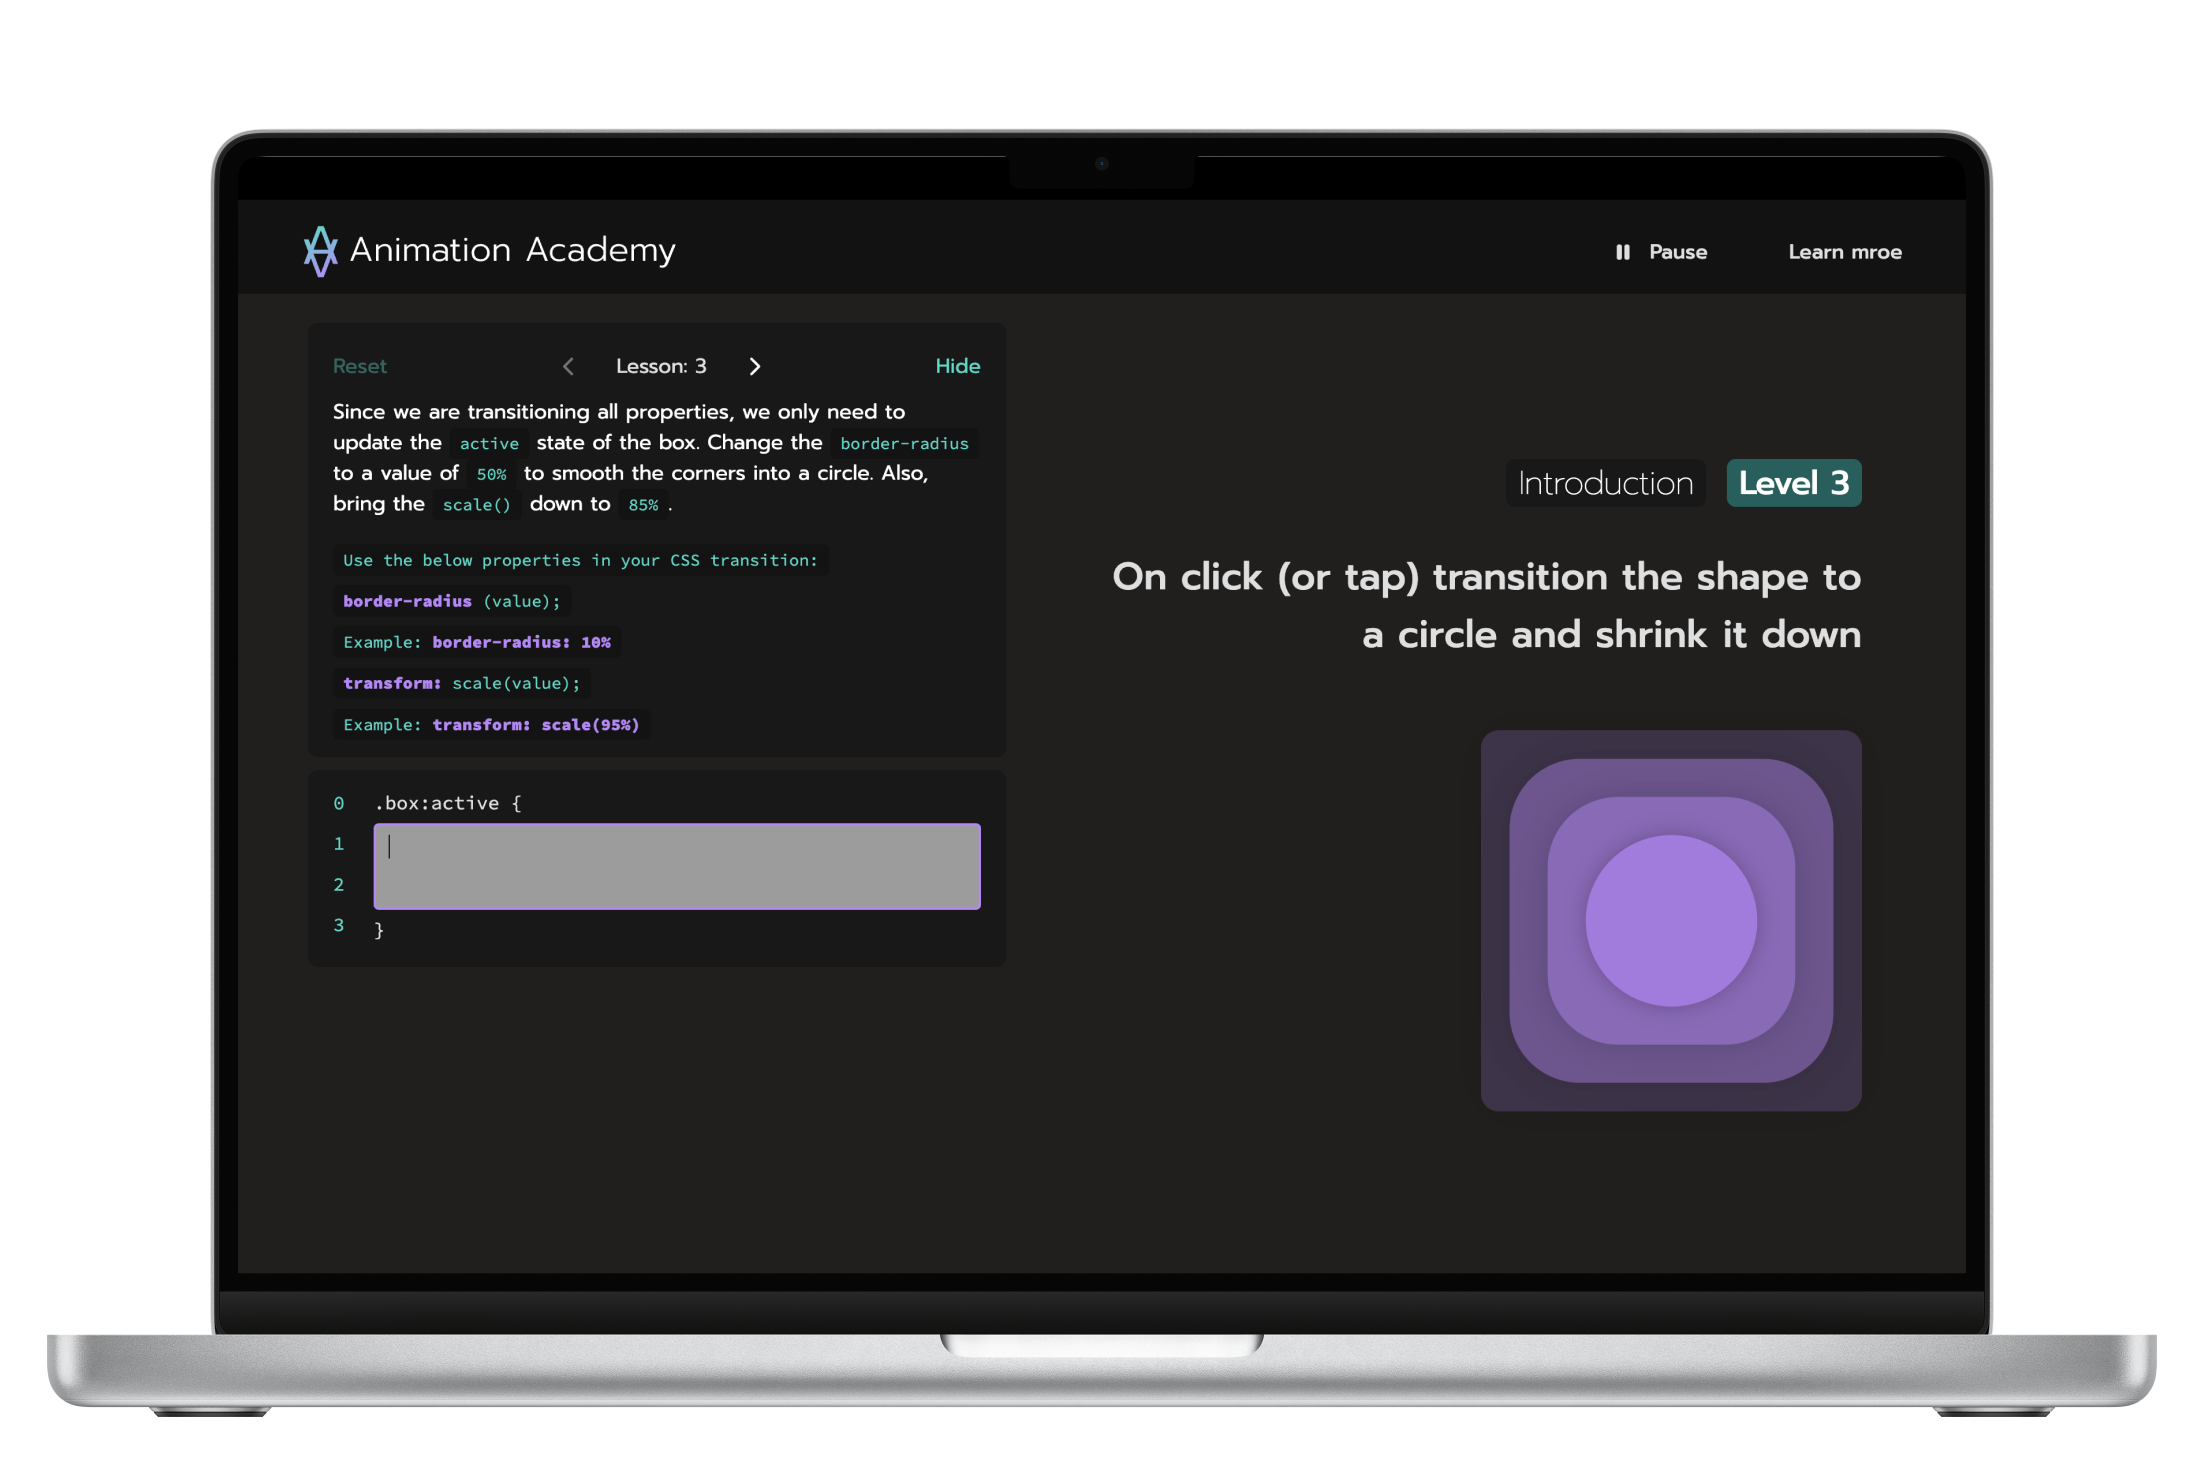 Animation Academy
Pause
Learn mroe
Reset
Lesson: 3
Hide
Since we are transitioning all properties, we only need to
update the active state of the box. Change the border-radius
to a value of 50% to smooth the corners into a circle. Also,
bring the scale() down to 85% .
Use the below properties in your CSS transition:
border-radius (value);
Example: border-radius: 10%
transform: scale(value);
Example: transform: scale(95%)
0 .box:active {
1
2
3 }
Introduction Level 3
On click (or tap) transition the shape to
a circle and shrink it down